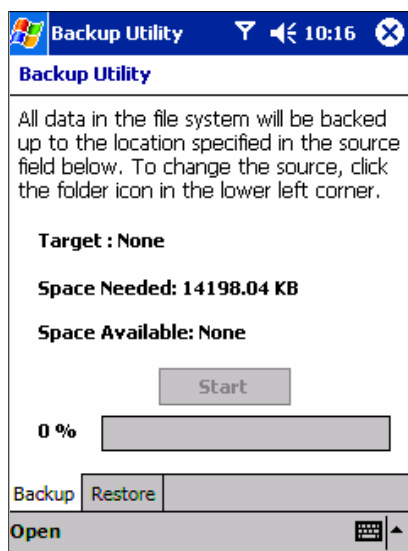 Backup Utility 10:16
Backup Utility
All data in the file system will be backed
up to the location specified in the source
field below. To change the source, click
the folder icon in the lower left corner.
Target : None
Space Needed: 14198.04 KB
Space Available: None
Start
0 %
Backup Restore
Open